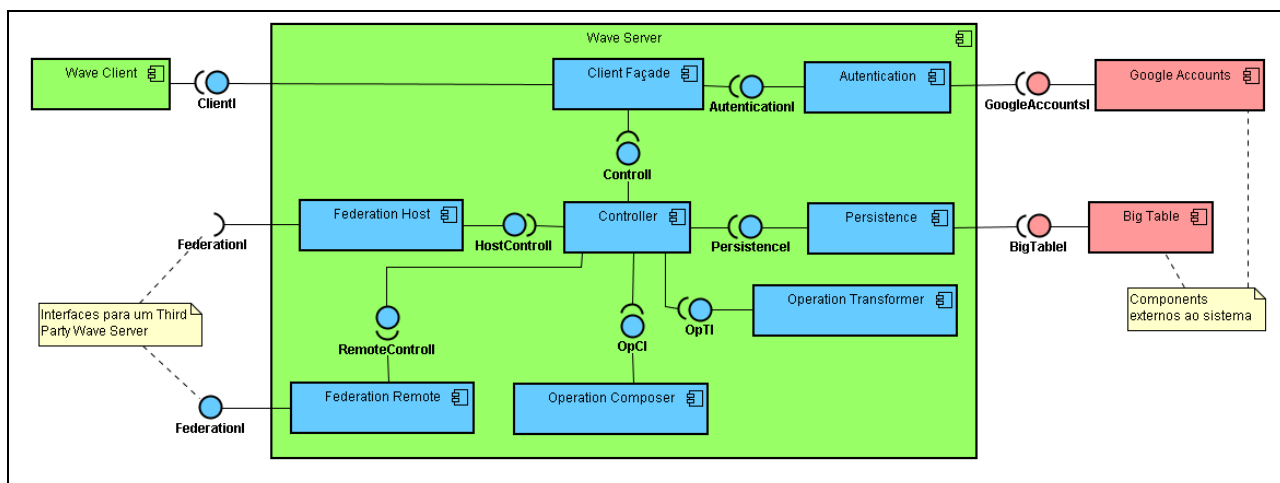 Wave Server
Wave Client
ClientI
Client Façade
AutenticationI
Autentication
GoogleAccountsI
Google Accounts
ControlI
Federation Host
FederationI
HostControlI
Controller
PersistenceI
Persistence
BigTableI
Big Table
Interfaces para um Third
Party Wave Server
RemoteControlI
OpCI
OpTI
Operation Transformer
Components
externos ao sistema
Federation Remote
FederationI
Operation Composer